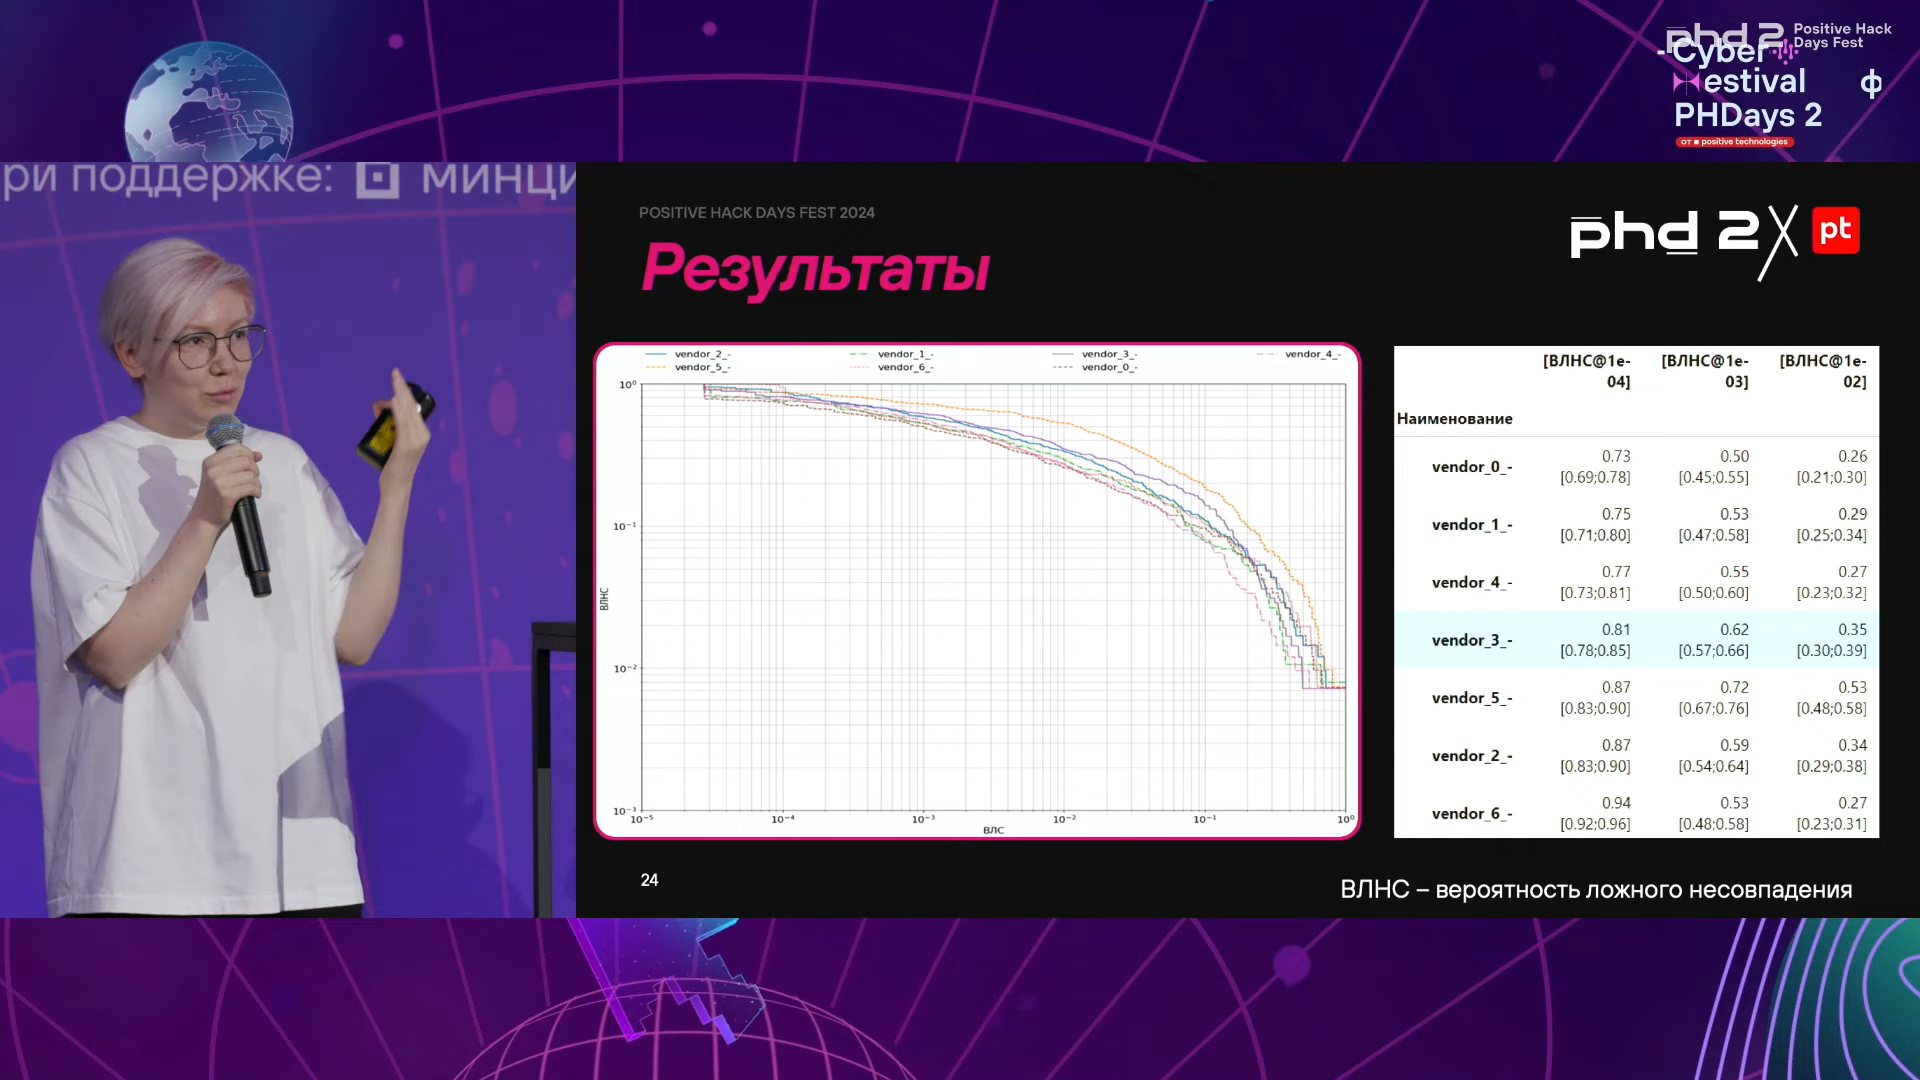 phd 2 Positive Hack
Days Fest
Cyber
estival ф
PHDays 2
от positive technologies
ри поддержке: МИНЦИ
POSITIVE HACK DAYS FEST 2024
phd 2 pt
Результаты
vendor_2_- vendor_1_- vendor_3_- vendor_4_-
vendor_5_- vendor_6_- vendor_0_-
10⁰
10⁻¹
10⁻²
10⁻³
ВЛНС
10⁻⁵ 10⁻⁴ 10⁻³ 10⁻² 10⁻¹ 10⁰
ВЛС
[ВЛНС@1e- [ВЛНС@1e- [ВЛНС@1e-
04] 03] 02]
Наименование
vendor_0_- 0.73 0.50 0.26
[0.69;0.78] [0.45;0.55] [0.21;0.30]
vendor_1_- 0.75 0.53 0.29
[0.71;0.80] [0.47;0.58] [0.25;0.34]
vendor_4_- 0.77 0.55 0.27
[0.73;0.81] [0.50;0.60] [0.23;0.32]
vendor_3_- 0.81 0.62 0.35
[0.78;0.85] [0.57;0.66] [0.30;0.39]
vendor_5_- 0.87 0.72 0.53
[0.83;0.90] [0.67;0.76] [0.48;0.58]
vendor_2_- 0.87 0.59 0.34
[0.83;0.90] [0.54;0.64] [0.29;0.38]
vendor_6_- 0.94 0.53 0.27
[0.92;0.96] [0.48;0.58] [0.23;0.31]
24
ВЛНС – вероятность ложного несовпадения